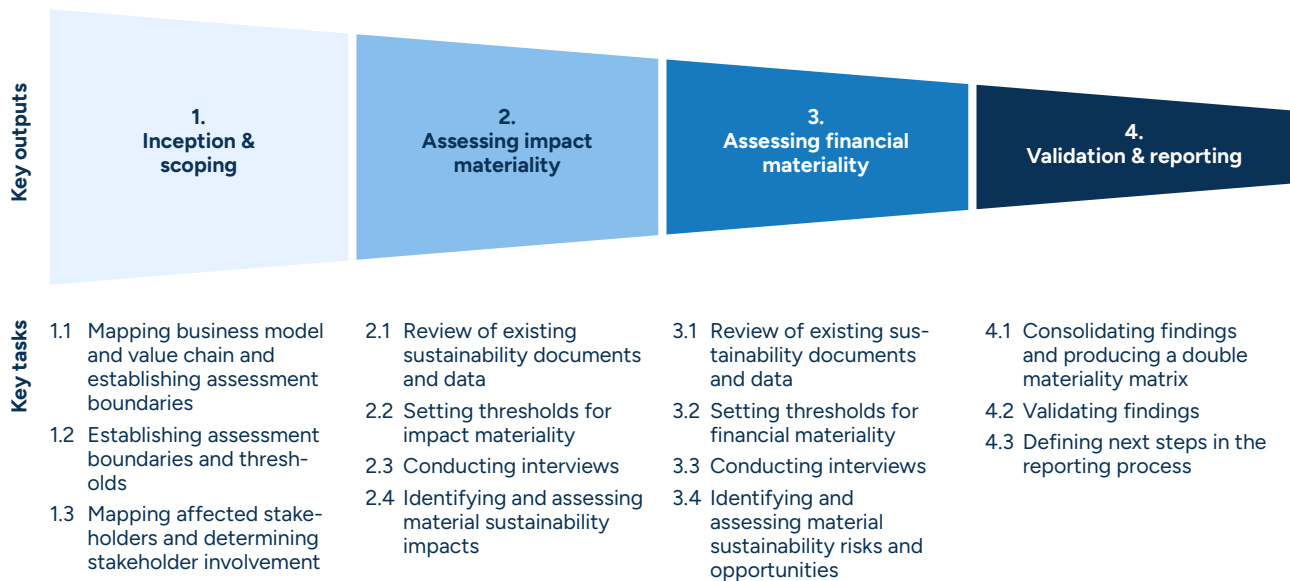 Key outputs
1.
Inception &
scoping
2.
Assessing impact
materiality
3.
Assessing financial
materiality
4.
Validation & reporting
Key tasks
1.1 Mapping business model
and value chain and
establishing assessment
boundaries
1.2 Establishing assessment
boundaries and thresh-
olds
1.3 Mapping affected stake-
holders and determining
stakeholder involvement
2.1 Review of existing
sustainability documents
and data
2.2 Setting thresholds for
impact materiality
2.3 Conducting interviews
2.4 Identifying and assessing
material sustainability
impacts
3.1 Review of existing sus-
tainability documents
and data
3.2 Setting thresholds for
financial materiality
3.3 Conducting interviews
3.4 Identifying and
assessing material
sustainability risks and
opportunities
4.1 Consolidating findings
and producing a double
materiality matrix
4.2 Validating findings
4.3 Defining next steps in the
reporting process